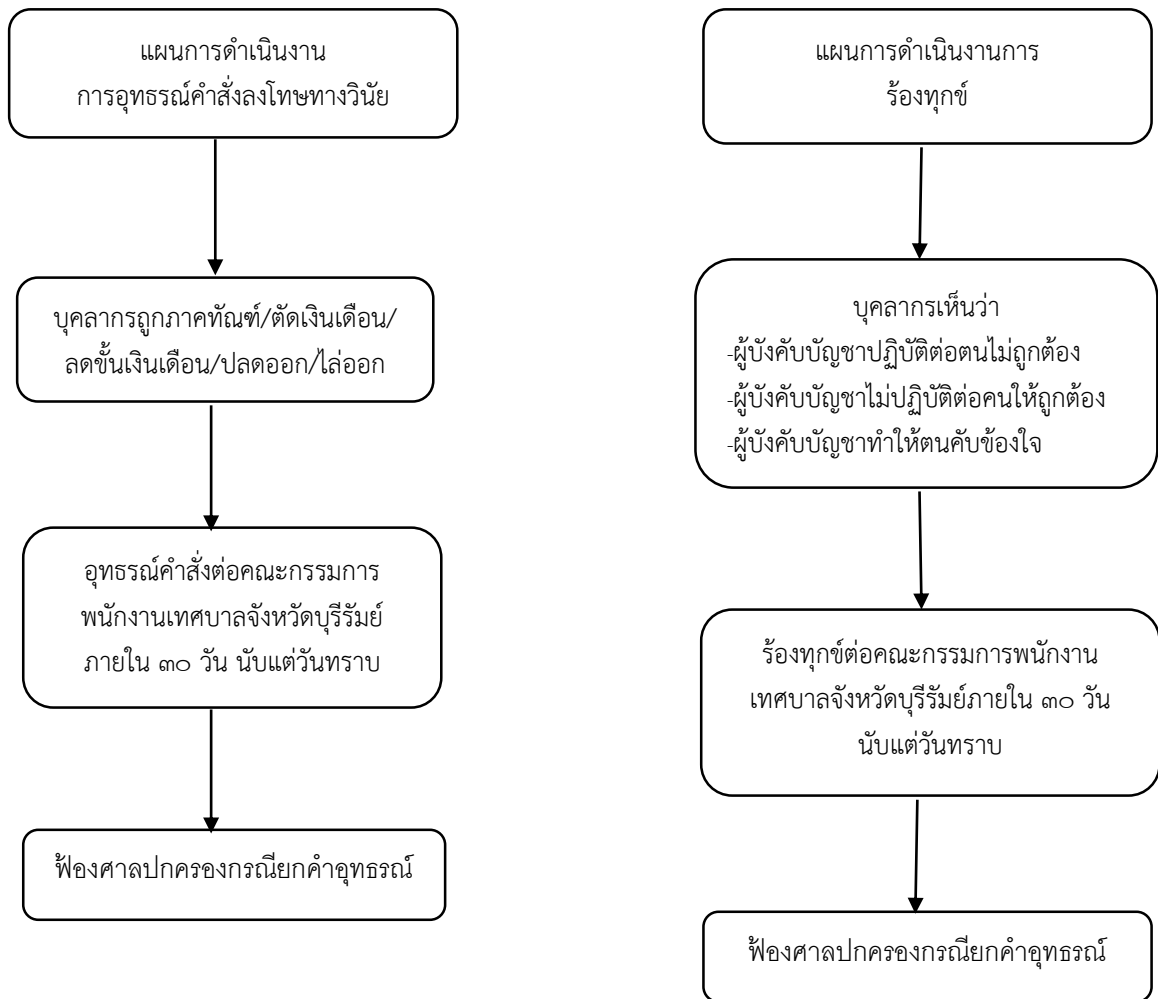 แผนการดำเนินงาน
การอุทธรณ์คำสั่งลงโทษทางวินัย
บุคลากรถูกภาคทัณฑ์/ตัดเงินเดือน/
ลดขั้นเงินเดือน/ปลดออก/ไล่ออก
อุทธรณ์คำสั่งต่อคณะกรรมการ
พนักงานเทศบาลจังหวัดบุรีรัมย์
ภายใน ๓๐ วัน นับแต่วันทราบ
ฟ้องศาลปกครองกรณียกคำอุทธรณ์
แผนการดำเนินงานการ
ร้องทุกข์
บุคลากรเห็นว่า
-ผู้บังคับบัญชาปฏิบัติต่อตนไม่ถูกต้อง
-ผู้บังคับบัญชาไม่ปฏิบัติต่อคนให้ถูกต้อง
-ผู้บังคับบัญชาทำให้ตนคับข้องใจ
ร้องทุกข์ต่อคณะกรรมการพนักงาน
เทศบาลจังหวัดบุรีรัมย์ภายใน ๓๐ วัน
นับแต่วันทราบ
ฟ้องศาลปกครองกรณียกคำอุทธรณ์